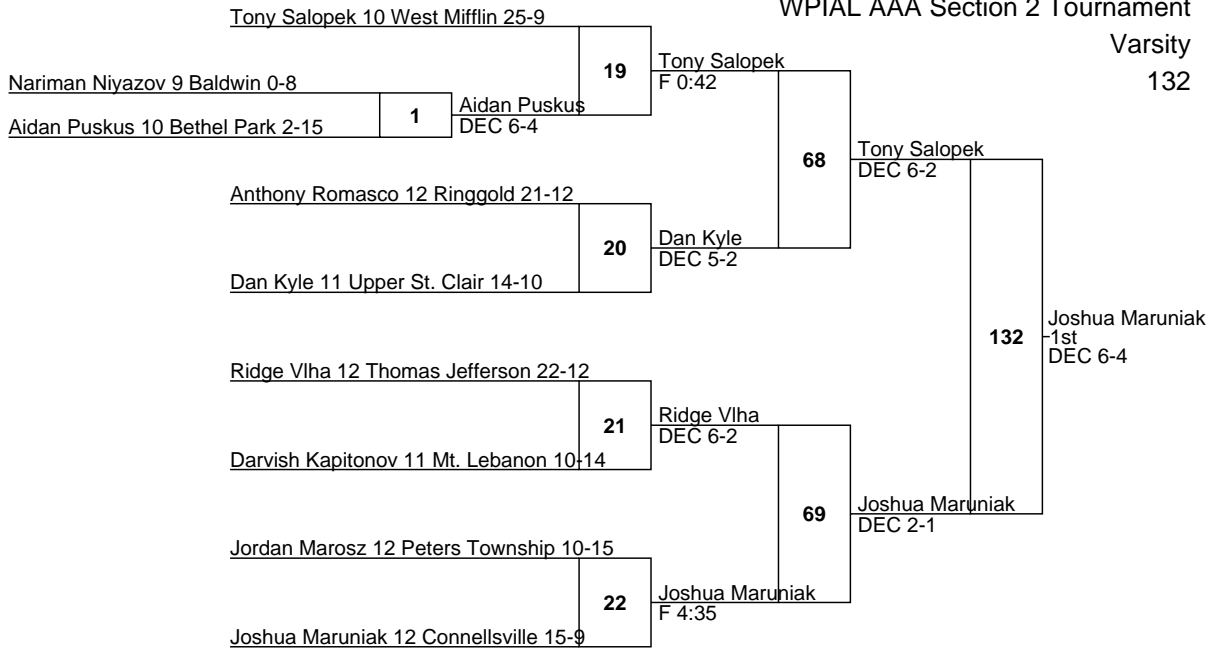 WPIAL AAA Section 2 Tournament
Varsity
132
Tony Salopek 10 West Mifflin 25-9
19
Tony Salopek
F 0:42
Nariman Niyazov 9 Baldwin 0-8
1
Aidan Puskus
DEC 6-4
Aidan Puskus 10 Bethel Park 2-15
68
Tony Salopek
DEC 6-2
Anthony Romasco 12 Ringgold 21-12
20
Dan Kyle
DEC 5-2
Dan Kyle 11 Upper St. Clair 14-10
132
Joshua Maruniak
1st
DEC 6-4
Ridge Vlha 12 Thomas Jefferson 22-12
21
Ridge Vlha
DEC 6-2
Darvish Kapitonov 11 Mt. Lebanon 10-14
69
Joshua Maruniak
DEC 2-1
Jordan Marosz 12 Peters Township 10-15
22
Joshua Maruniak
F 4:35
Joshua Maruniak 12 Connellsville 15-9